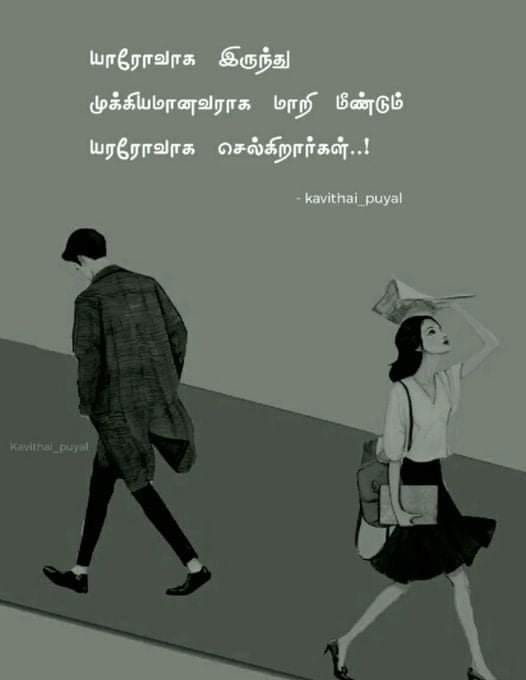 யாரோவாக இருந்து
முக்கியமானவராக மாறி மீண்டும்
யரரோவாக செல்கிறார்கள்..!
- kavithai_puyal
Kavithai_puyal